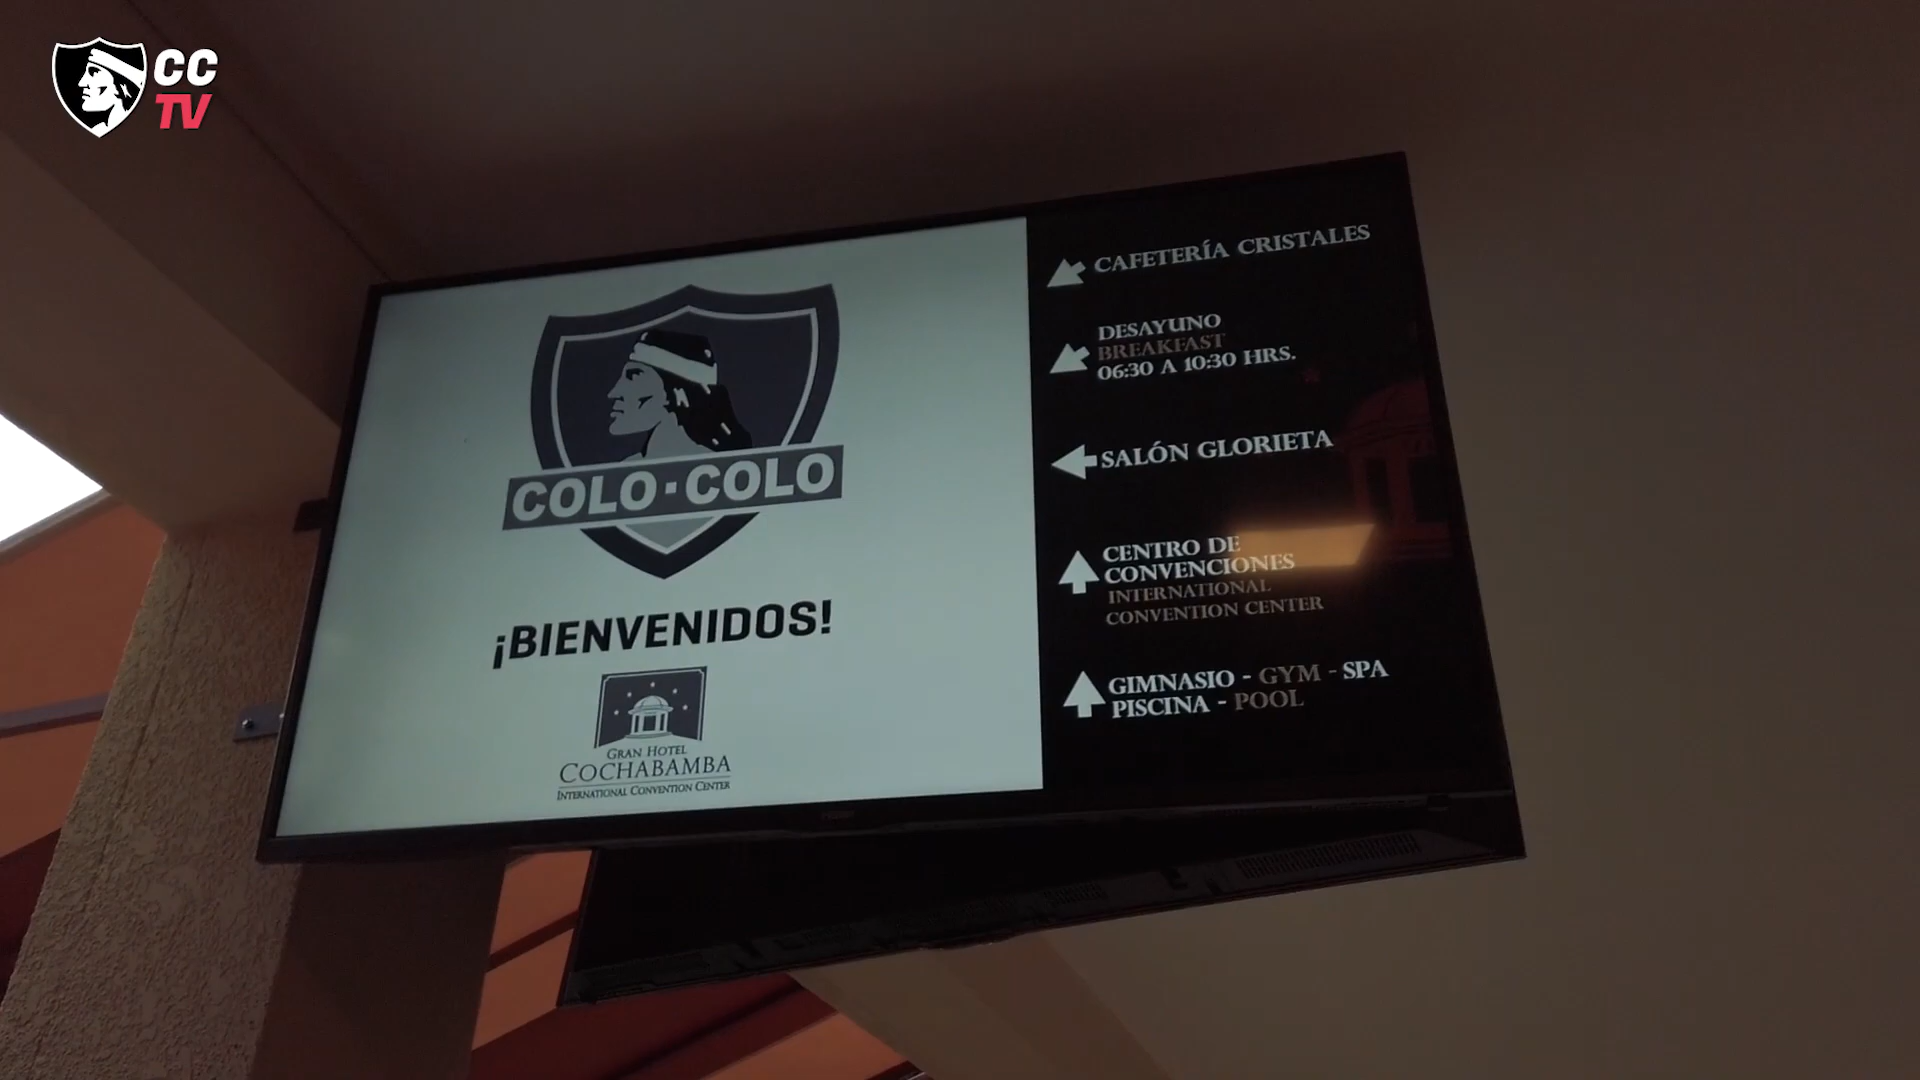 CC
TV
COLO·COLO
¡BIENVENIDOS!
GRAN HOTEL
COCHABAMBA
INTERNATIONAL CONVENTION CENTER
CAFETERÍA CRISTALES
DESAYUNO
BREAKFAST
06:30 A 10:30 HRS.
SALÓN GLORIETA
CENTRO DE
CONVENCIONES
INTERNATIONAL
CONVENTION CENTER
GIMNASIO - GYM - SPA
PISCINA - POOL